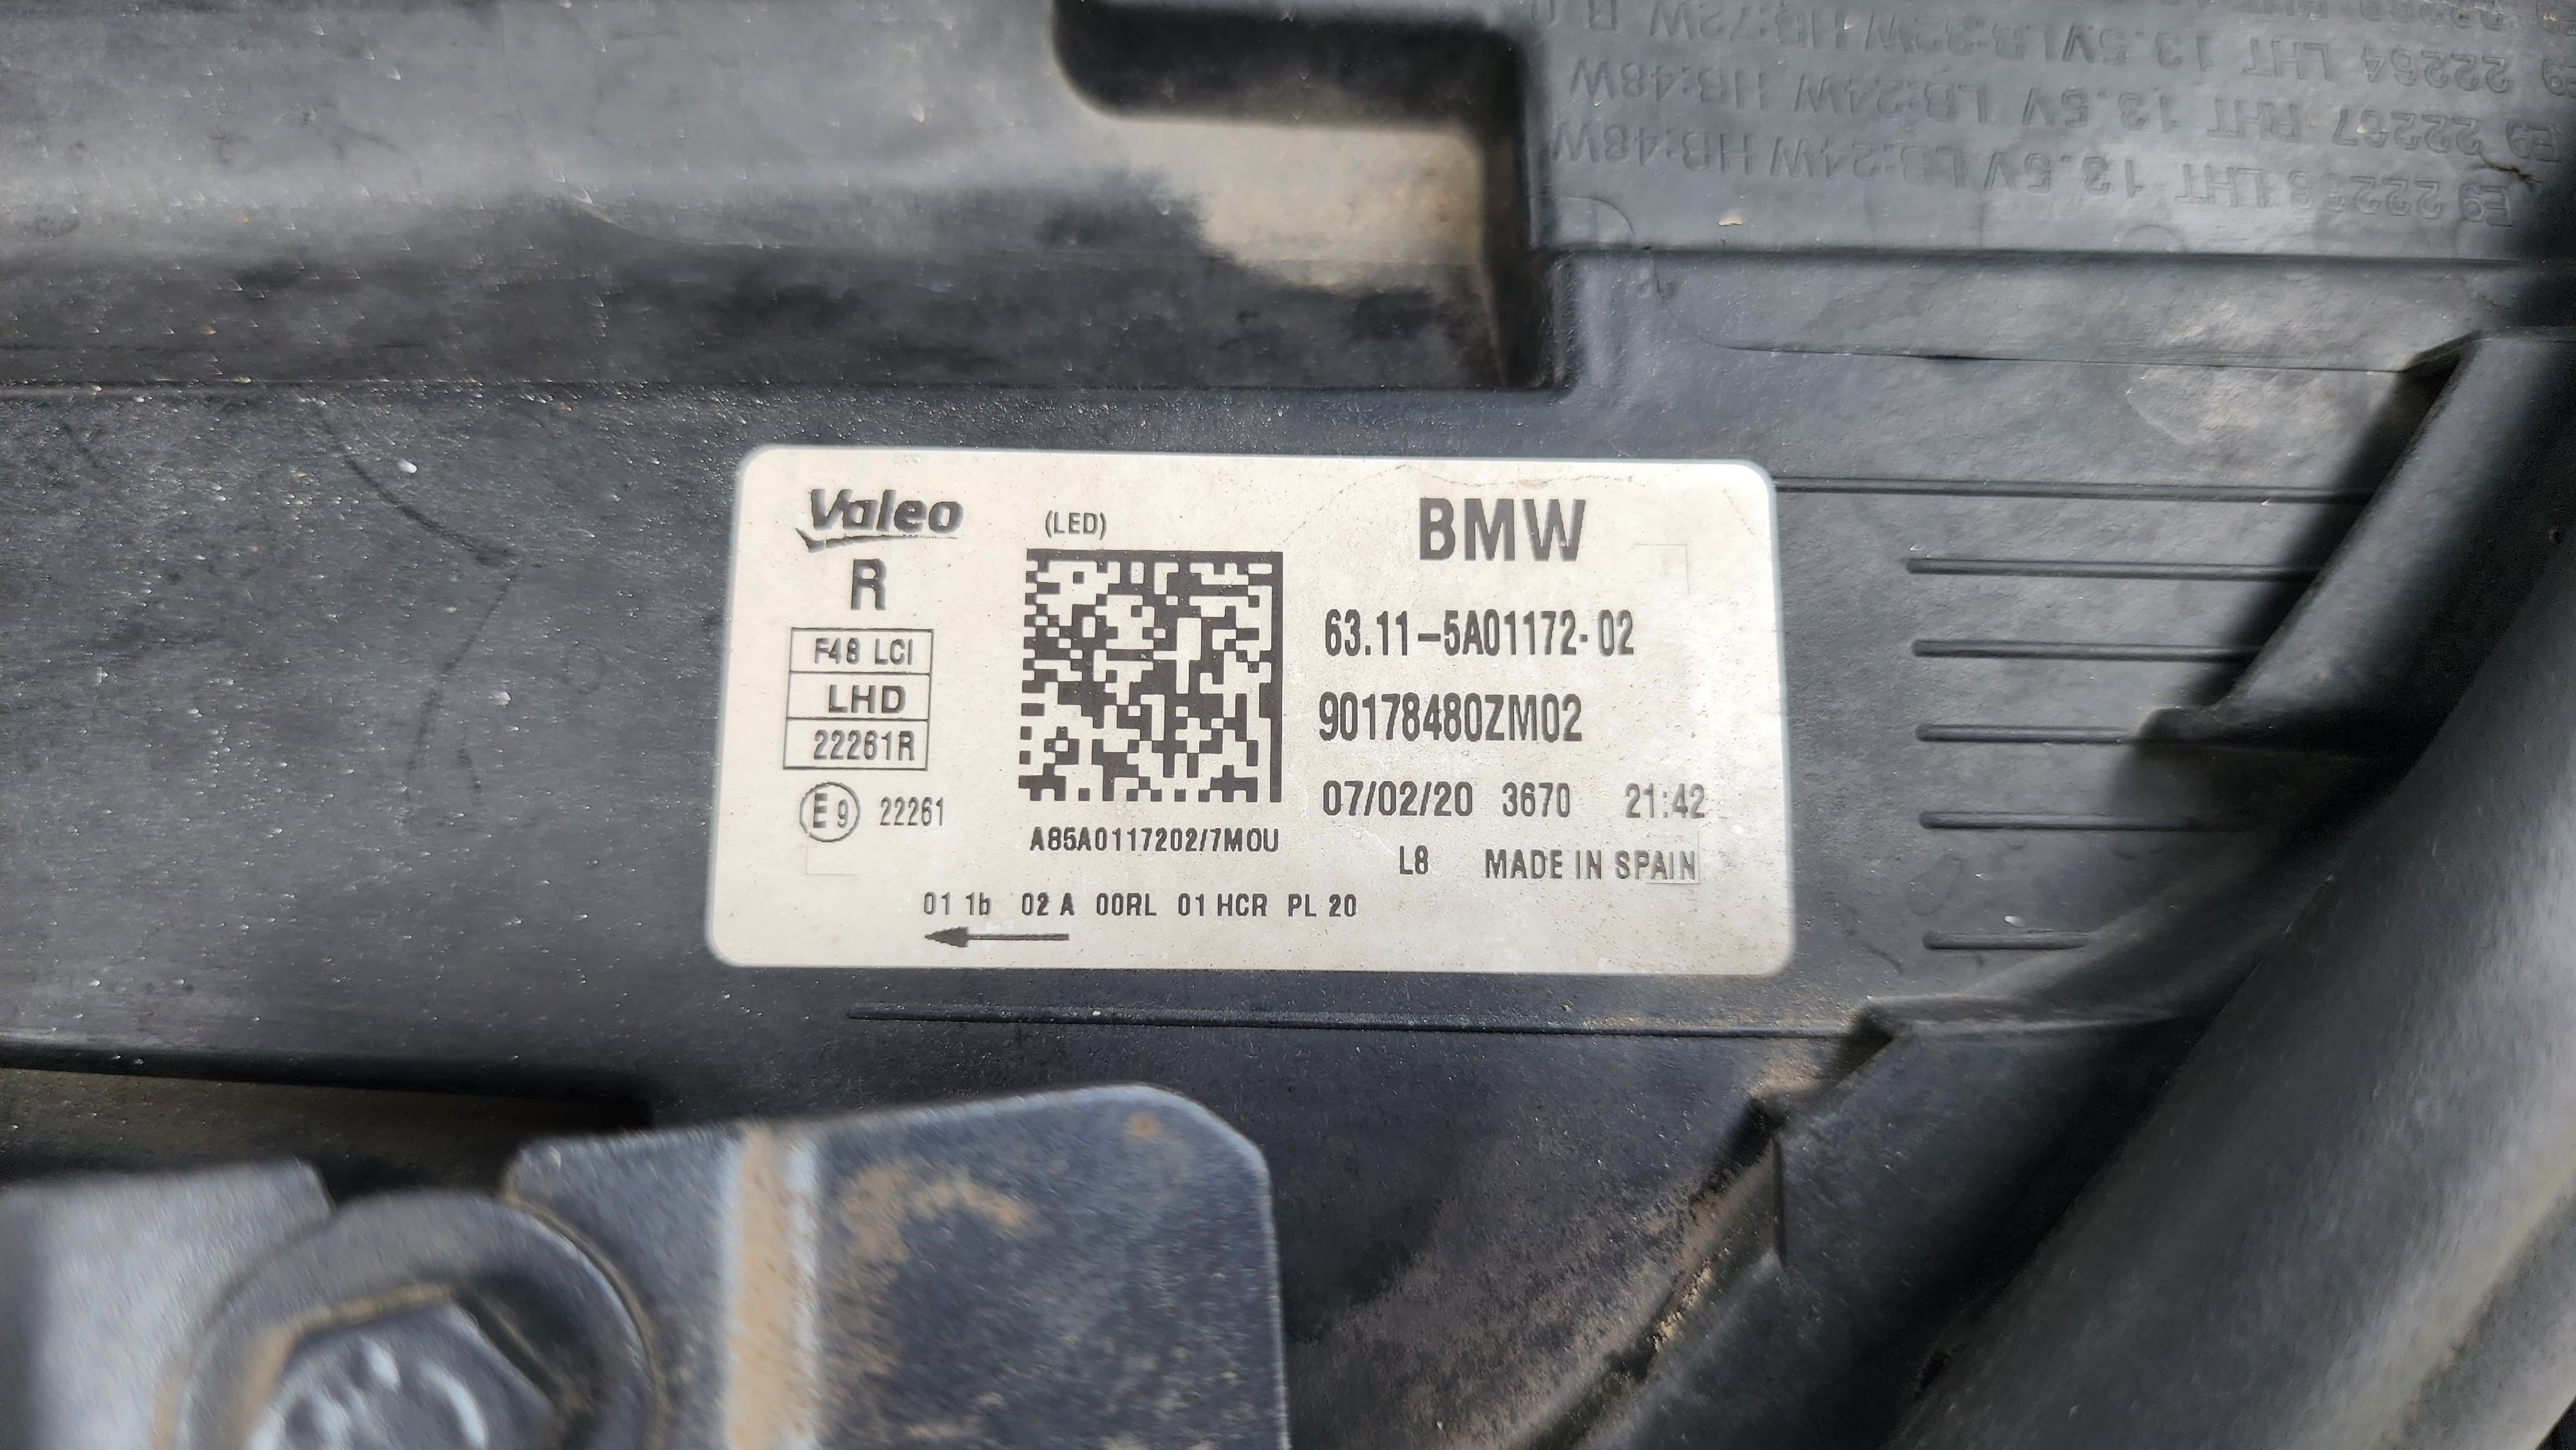 E9 22264 LHT 13.5V LB:32W HB:72W
E9 22267 RHT 13.5V LB:24W HB:48W
E9 22268 LHT 13.5V LB:24W HB:48W
Valeo
(LED)
BMW
R
63.11-5A01172-02
F48 LCI
LHD
90178480ZM02
22261R
07/02/20 3670 21:42
E9 22261
A85A0117202/7MOU
L8 MADE IN SPAIN
01 1b 02 A 00RL 01 HCR PL 20